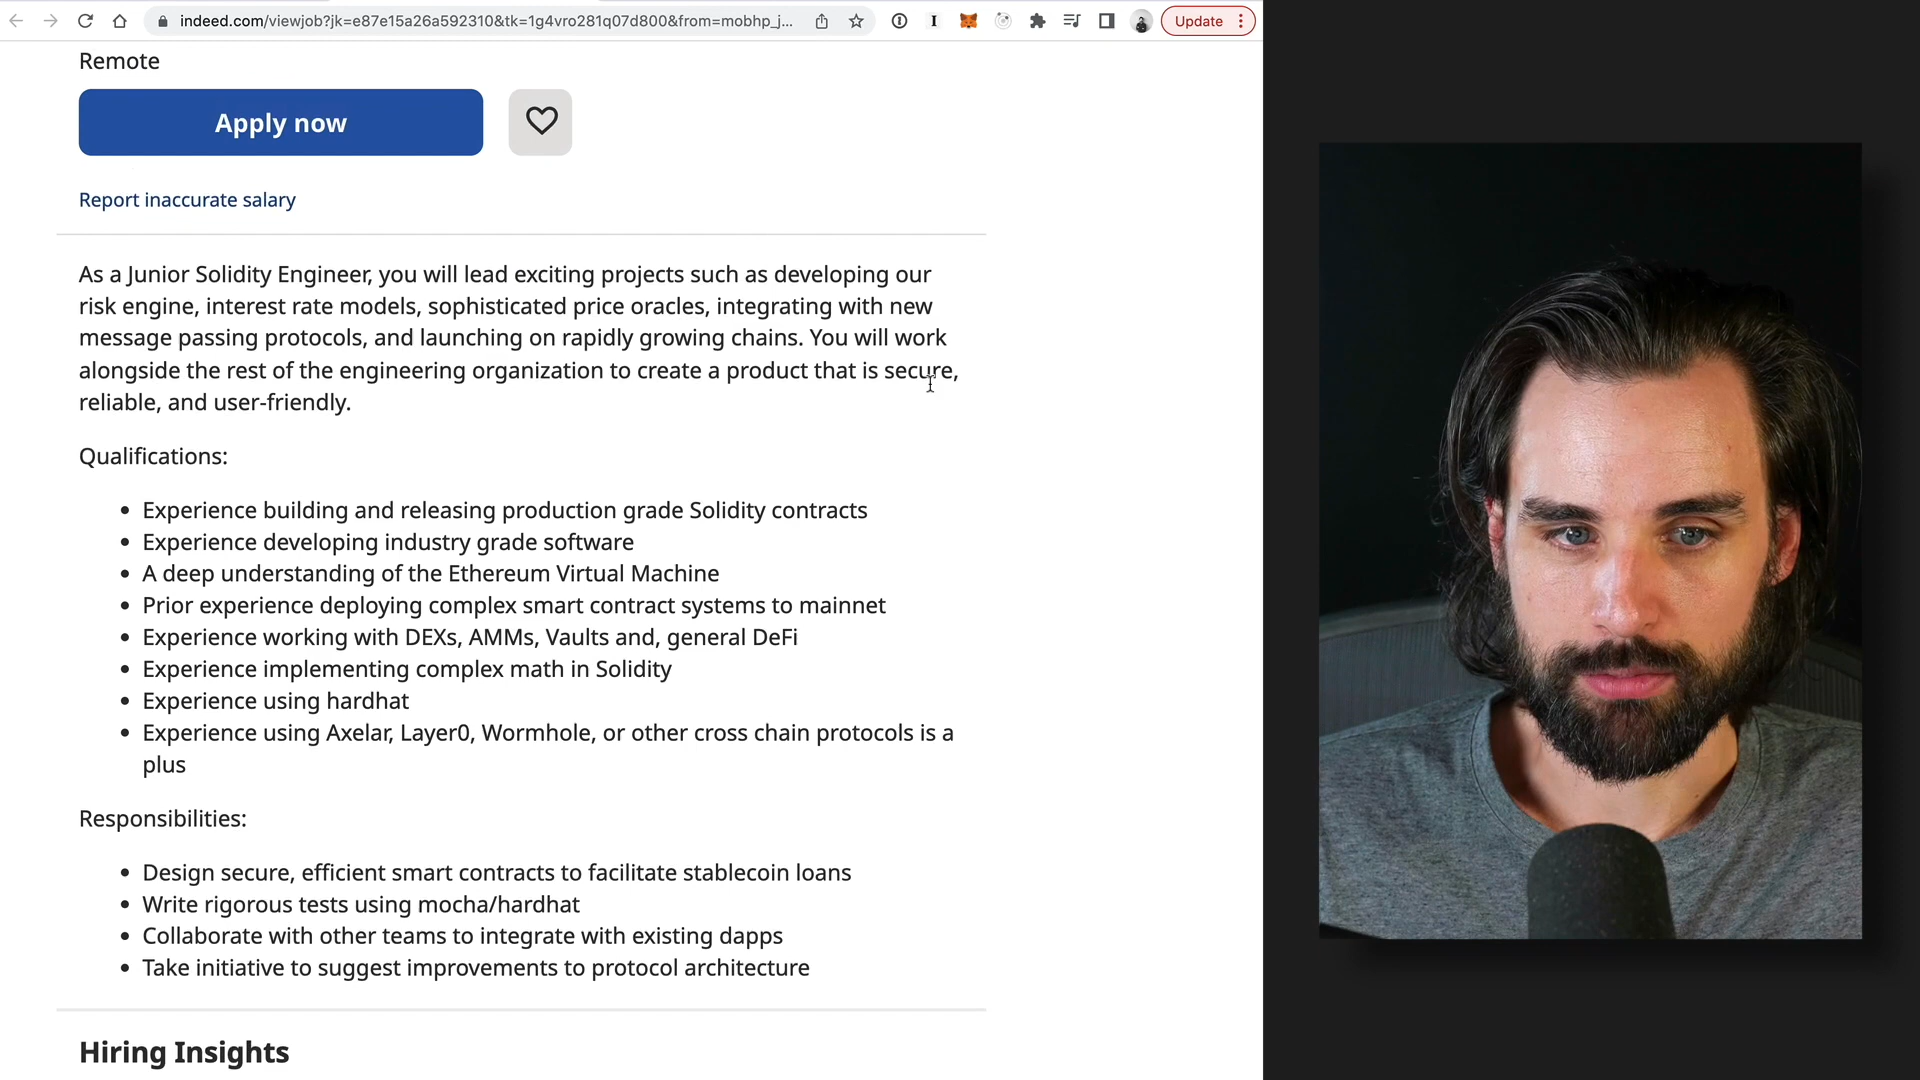 indeed.com/viewjob?jk=e87e15a26a592310&tk=1g4vro281q07d800&from=mobhp_j...
Update
Remote
Apply now
Report inaccurate salary
As a Junior Solidity Engineer, you will lead exciting projects such as developing our
risk engine, interest rate models, sophisticated price oracles, integrating with new
message passing protocols, and launching on rapidly growing chains. You will work
alongside the rest of the engineering organization to create a product that is secure,
reliable, and user-friendly.
Qualifications:
• Experience building and releasing production grade Solidity contracts
• Experience developing industry grade software
• A deep understanding of the Ethereum Virtual Machine
• Prior experience deploying complex smart contract systems to mainnet
• Experience working with DEXs, AMMs, Vaults and, general DeFi
• Experience implementing complex math in Solidity
• Experience using hardhat
• Experience using Axelar, Layer0, Wormhole, or other cross chain protocols is a
plus
Responsibilities:
• Design secure, efficient smart contracts to facilitate stablecoin loans
• Write rigorous tests using mocha/hardhat
• Collaborate with other teams to integrate with existing dapps
• Take initiative to suggest improvements to protocol architecture
Hiring Insights